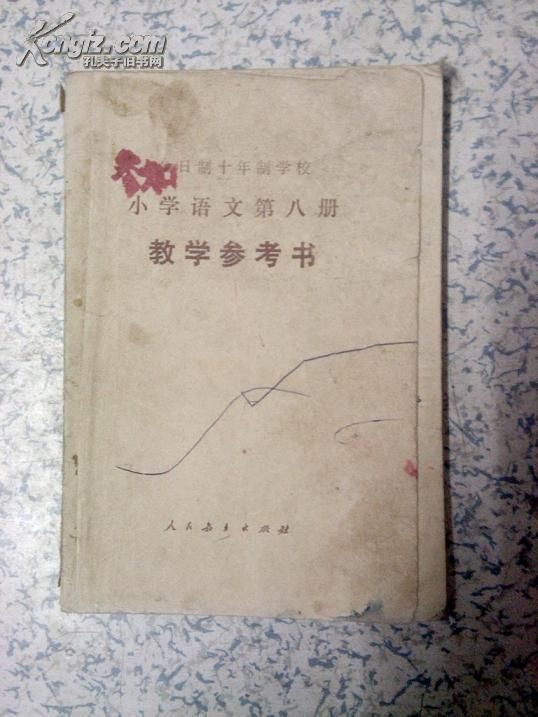 Kongfz.com
孔夫子旧书网
全日制十年制学校
小学语文第八册
教学参考书
人民教育出版社